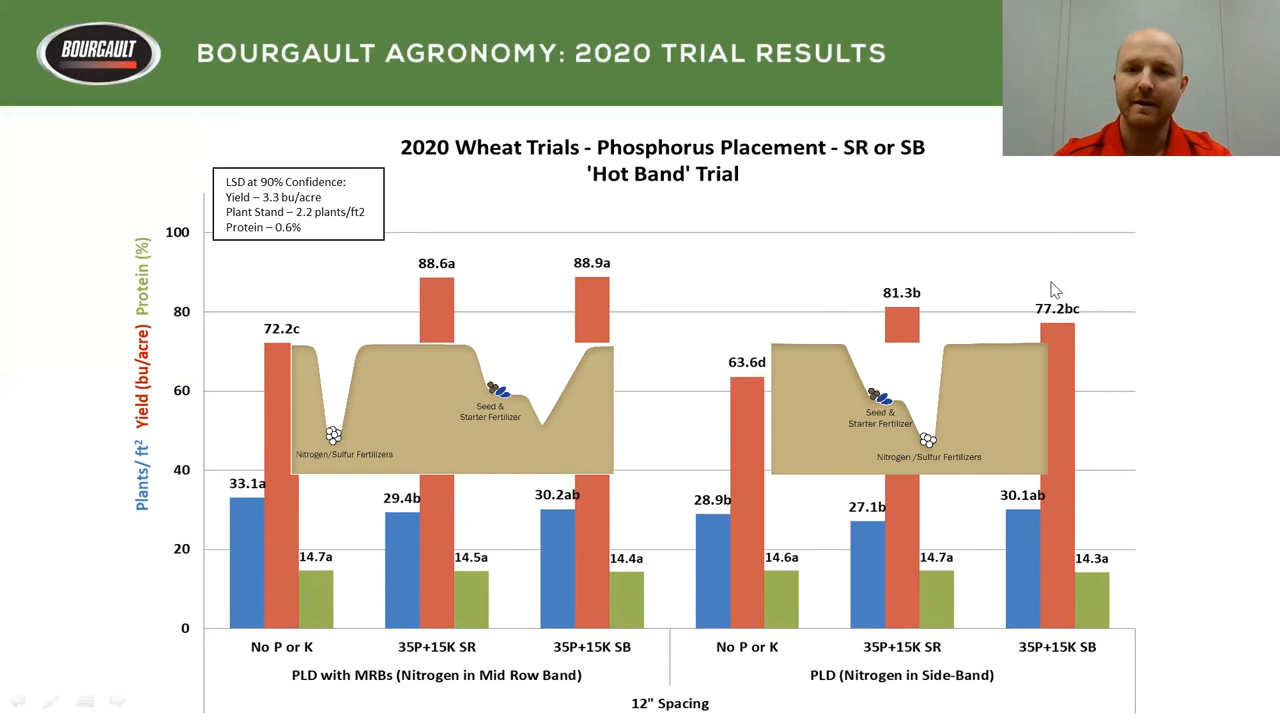 BOURGAULT
BOURGAULT AGRONOMY: 2020 TRIAL RESULTS
2020 Wheat Trials - Phosphorus Placement - SR or SB
'Hot Band' Trial
LSD at 90% Confidence:
Yield – 3.3 bu/acre
Plant Stand – 2.2 plants/ft2
Protein – 0.6%
Plants/ ft² Yield (bu/acre) Protein (%)
100
80
60
40
20
0
33.1a
72.2c
14.7a
29.4b
88.6a
14.5a
30.2ab
88.9a
14.4a
28.9b
63.6d
14.6a
27.1b
81.3b
14.7a
30.1ab
77.2bc
14.3a
Seed &
Starter Fertilizer
Nitrogen/Sulfur Fertilizers
Seed &
Starter Fertilizer
Nitrogen /Sulfur Fertilizers
No P or K
35P+15K SR
35P+15K SB
No P or K
35P+15K SR
35P+15K SB
PLD with MRBs (Nitrogen in Mid Row Band)
PLD (Nitrogen in Side-Band)
12" Spacing